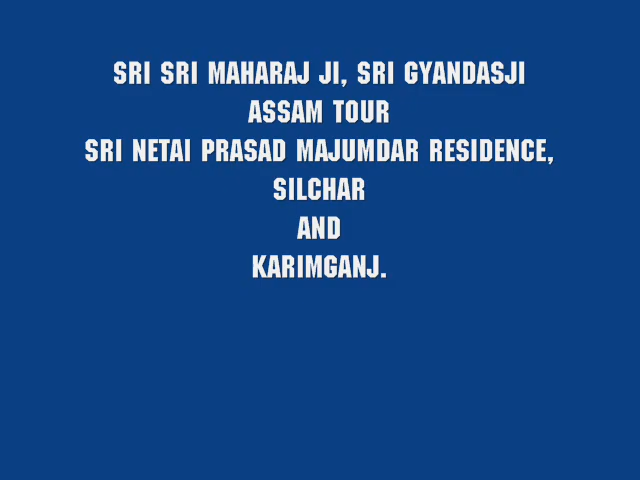 SRI SRI MAHARAJ JI, SRI GYANDASJI
ASSAM TOUR
SRI NETAI PRASAD MAJUMDAR RESIDENCE,
SILCHAR
AND
KARIMGANJ.